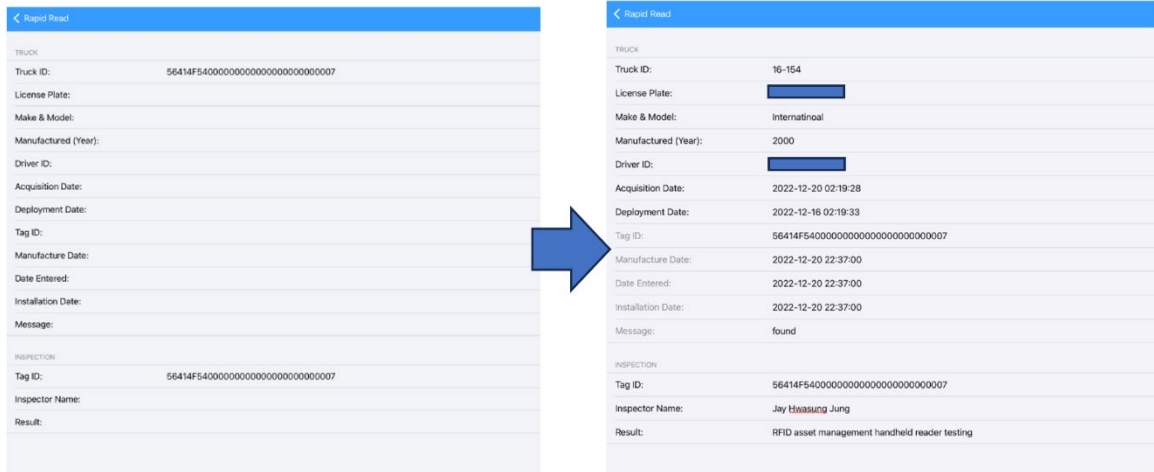 Rapid Read
TRUCK
Truck ID: 56414F54000000000000000000000007
License Plate:
Make & Model:
Manufactured (Year):
Driver ID:
Acquisition Date:
Deployment Date:
Tag ID:
Manufacture Date:
Date Entered:
Installation Date:
Message:
INSPECTION
Tag ID: 56414F54000000000000000000000007
Inspector Name:
Result:
Rapid Read
TRUCK
Truck ID: 16-154
License Plate:
Make & Model: Internatinoal
Manufactured (Year): 2000
Driver ID:
Acquisition Date: 2022-12-20 02:19:28
Deployment Date: 2022-12-16 02:19:33
Tag ID: 56414F54000000000000000000000007
Manufacture Date: 2022-12-20 22:37:00
Date Entered: 2022-12-20 22:37:00
Installation Date: 2022-12-20 22:37:00
Message: found
INSPECTION
Tag ID: 56414F54000000000000000000000007
Inspector Name: Jay Hwasung Jung
Result: RFID asset management handheld reader testing